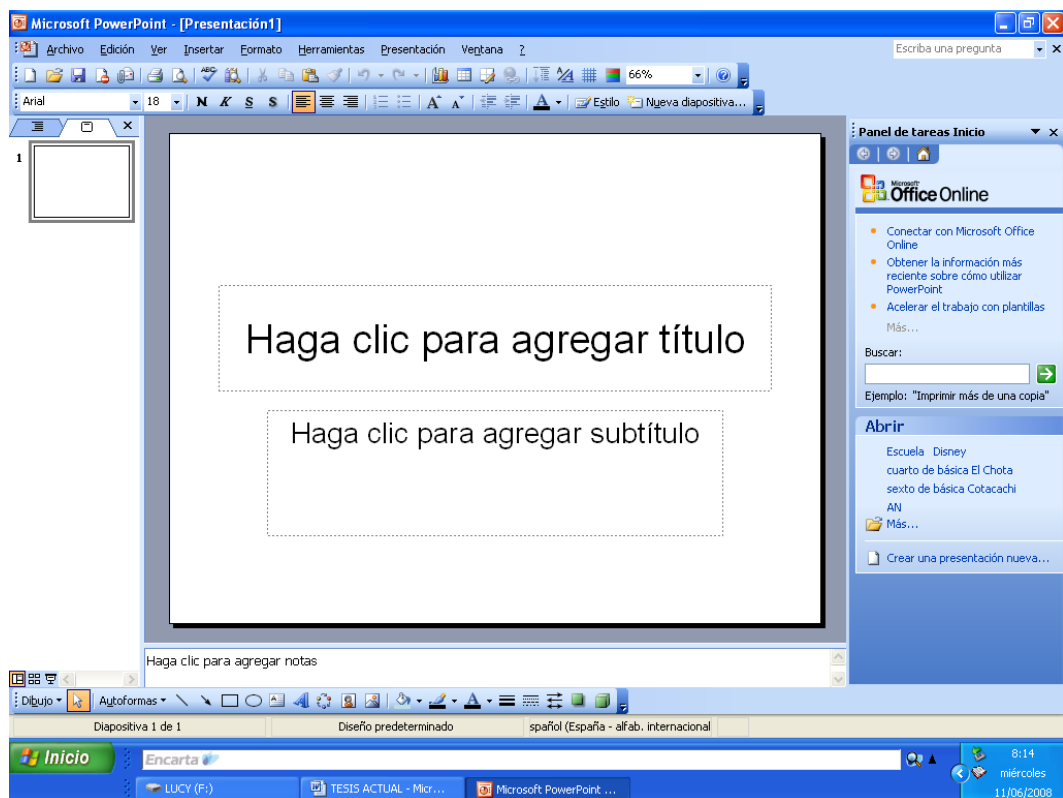 Microsoft PowerPoint - [Presentación1]
Archivo Edición Ver Insertar Formato Herramientas Presentación Ventana ?
Escriba una pregunta
66%
Arial 18 N K S S Estilo Nueva diapositiva...
1
Haga clic para agregar título
Haga clic para agregar subtítulo
Haga clic para agregar notas
Panel de tareas Inicio
Microsoft
Office Online
Conectar con Microsoft Office
Online
Obtener la información más
reciente sobre cómo utilizar
PowerPoint
Acelerar el trabajo con plantillas
Más...
Buscar:
Ejemplo: "Imprimir más de una copia"
Abrir
Escuela Disney
cuarto de básica El Chota
sexto de básica Cotacachi
AN
Más...
Crear una presentación nueva...
Dibujo Autoformas
Diapositiva 1 de 1 Diseño predeterminado spañol (España - alfab. internacional
Inicio Encarta 8:14
miércoles
LUCY (F:) TESIS ACTUAL - Micr... Microsoft PowerPoint ... 11/06/2008